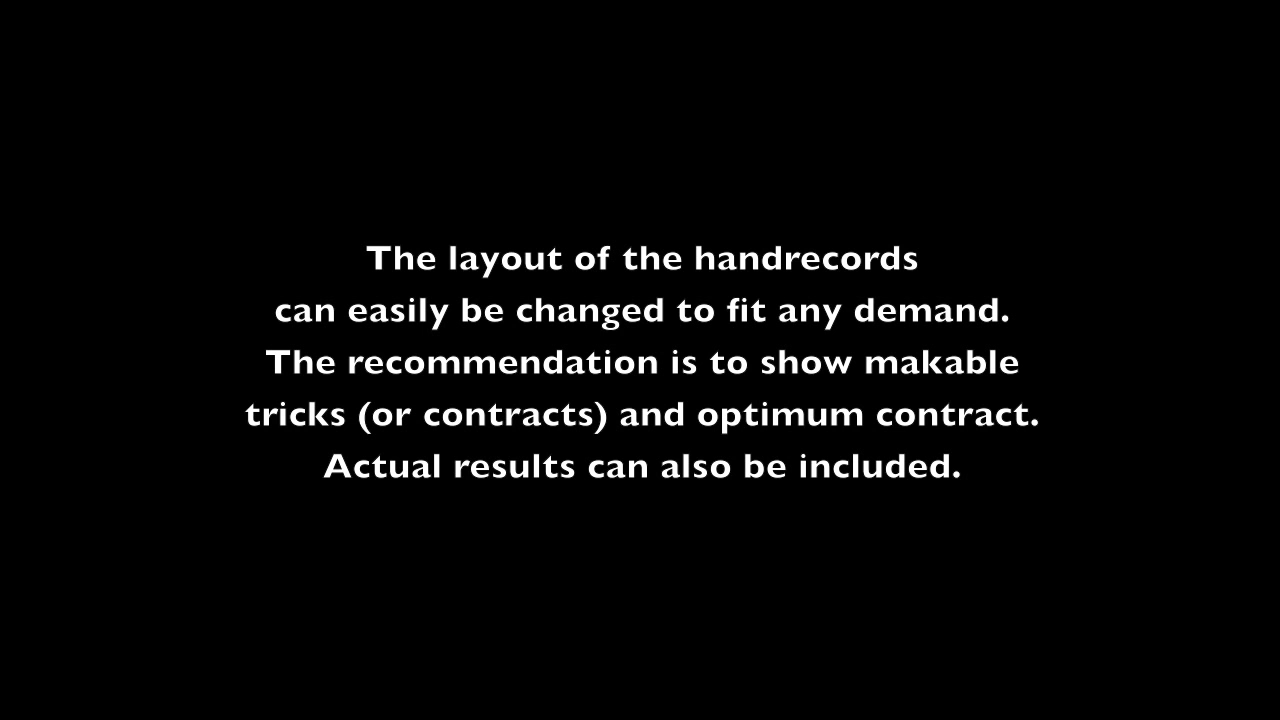 The layout of the handrecords
can easily be changed to fit any demand.
The recommendation is to show makable
tricks (or contracts) and optimum contract.
Actual results can also be included.